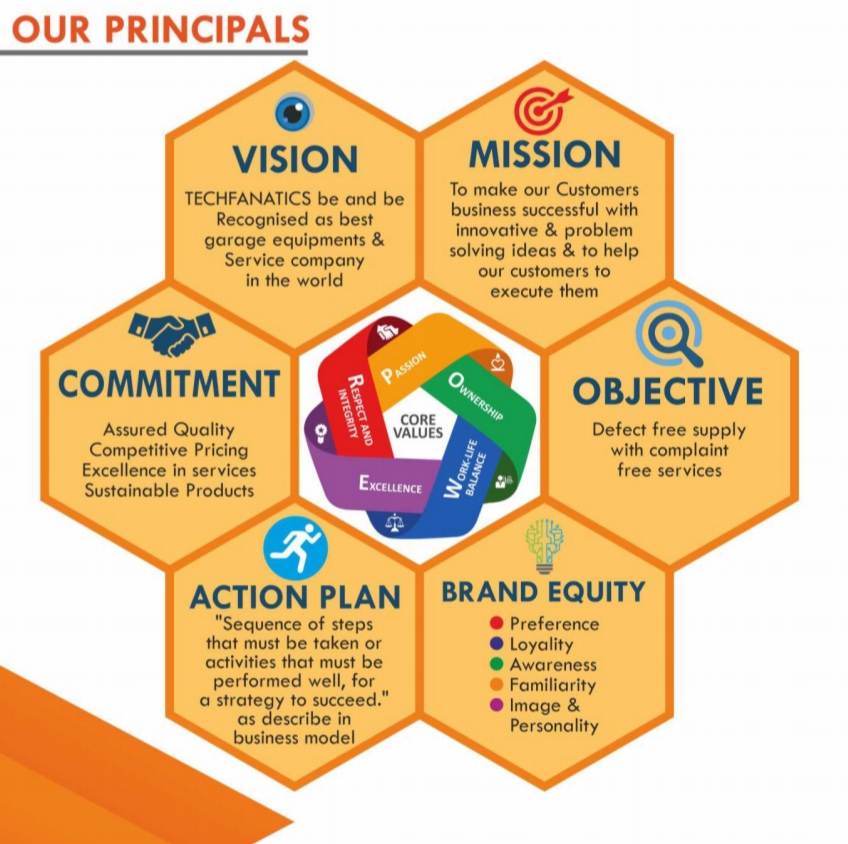 OUR PRINCIPALS
VISION
TECHFANATICS be and be
Recognised as best
garage equipments &
Service company
in the world
MISSION
To make our Customers
business successful with
innovative & problem
solving ideas & to help
our customers to
execute them
COMMITMENT
Assured Quality
Competitive Pricing
Excellence in services
Sustainable Products
RESPECT AND
INTEGRITY
PASSION
OWNERSHIP
WORK-LIFE
BALANCE
EXCELLENCE
CORE
VALUES
OBJECTIVE
Defect free supply
with complaint
free services
ACTION PLAN
"Sequence of steps
that must be taken or
activities that must be
performed well, for
a strategy to succeed."
as describe in
business model
BRAND EQUITY
Preference
Loyality
Awareness
Familiarity
Image &
Personality